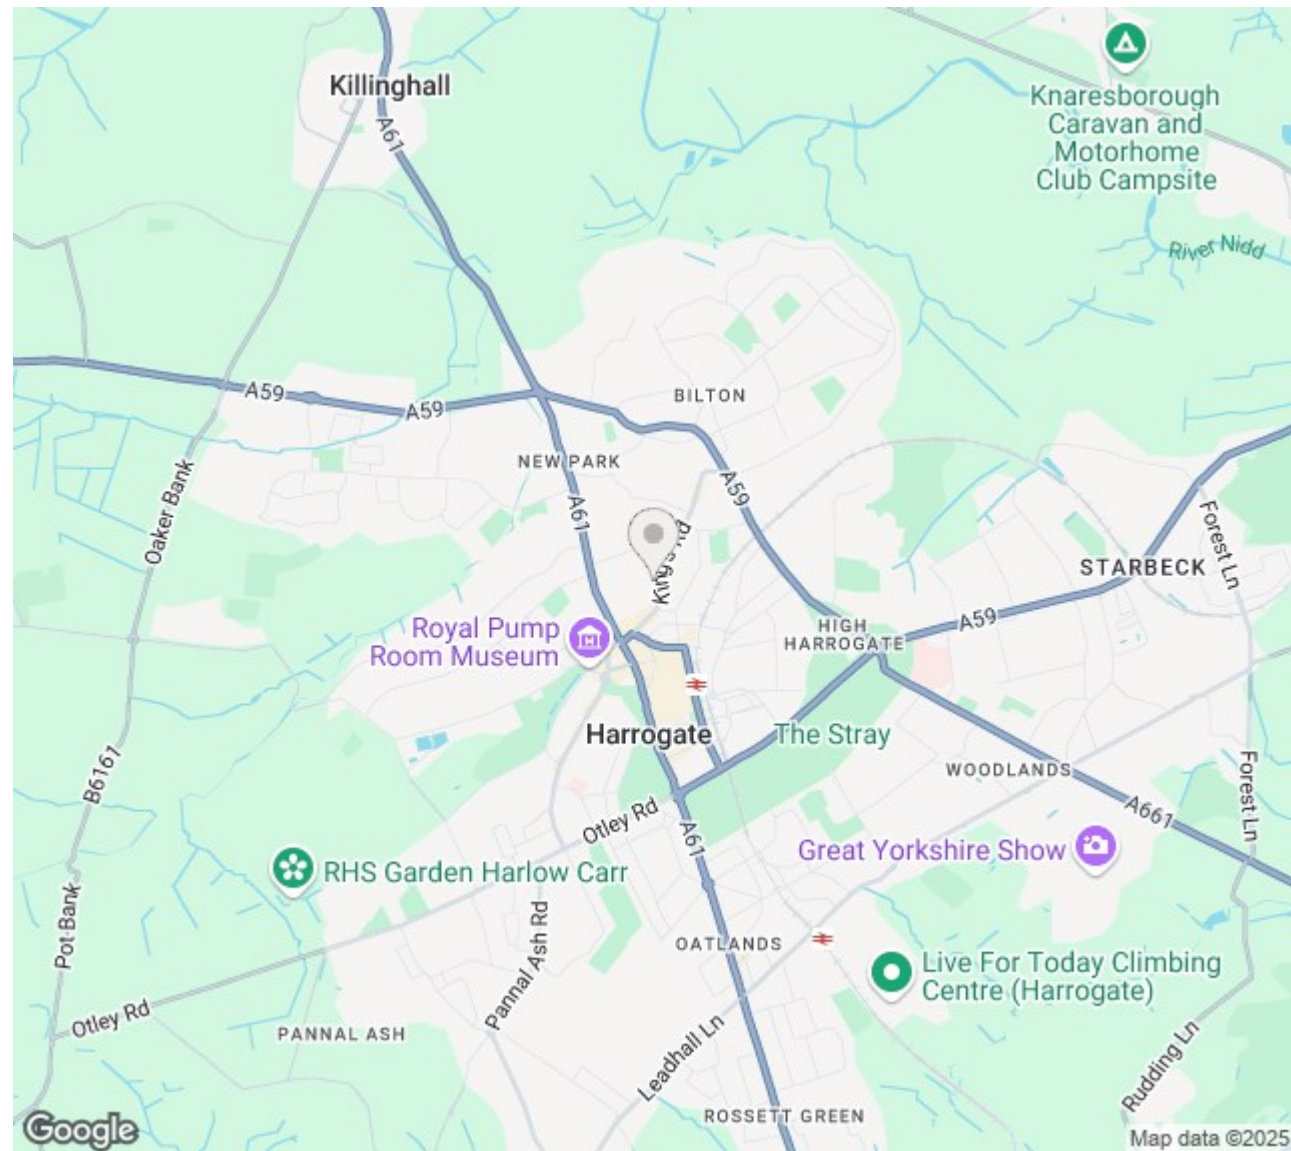 Killinghall
A61
Knaresborough
Caravan and
Motorhome
Club Campsite
River Nidd
A59
A59
BILTON
NEW PARK
A59
A61
Oaker Bank
King's Rd
Forest Ln
STARBECK
Royal Pump
Room Museum
HIGH
HARROGATE
A59
Harrogate
The Stray
WOODLANDS
B6161
Forest Ln
A661
Otley Rd
A61
Great Yorkshire Show
RHS Garden Harlow Carr
Pot Bank
Pannal Ash Rd
OATLANDS
Live For Today Climbing
Centre (Harrogate)
Otley Rd
PANNAL ASH
Leadhall Ln
Rudding Ln
ROSSETT GREEN
Google
Map data ©2025